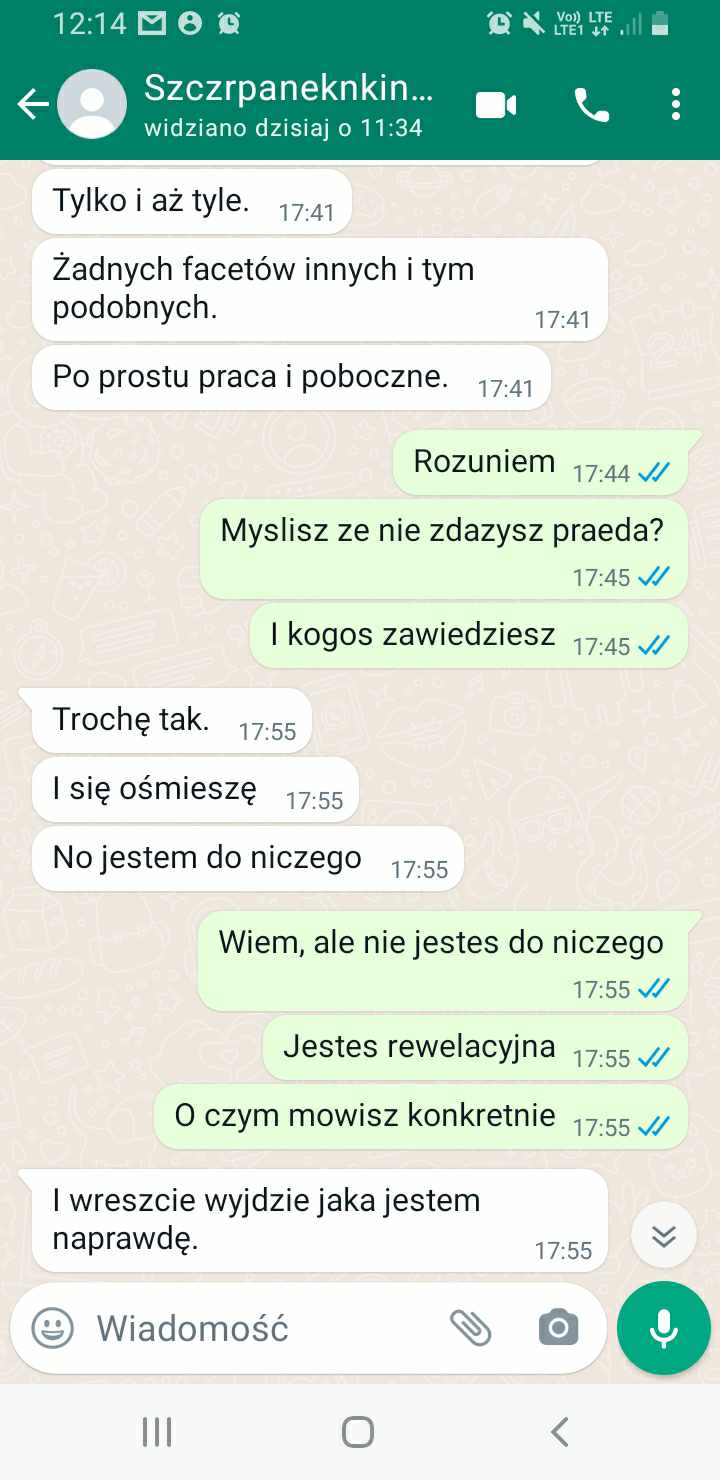 12:14
Vo)) LTE
LTE1
Szczrpaneknkin...
widziano dzisiaj o 11:34
Tylko i aż tyle. 17:41
Żadnych facetów innych i tym
podobnych. 17:41
Po prostu praca i poboczne. 17:41
Rozuniem 17:44
Myslisz ze nie zdazysz praeda?
17:45
I kogos zawiedziesz 17:45
Trochę tak. 17:55
I się ośmieszę 17:55
No jestem do niczego 17:55
Wiem, ale nie jestes do niczego
17:55
Jestes rewelacyjna 17:55
O czym mowisz konkretnie 17:55
I wreszcie wyjdzie jaka jestem
naprawdę. 17:55
Wiadomość